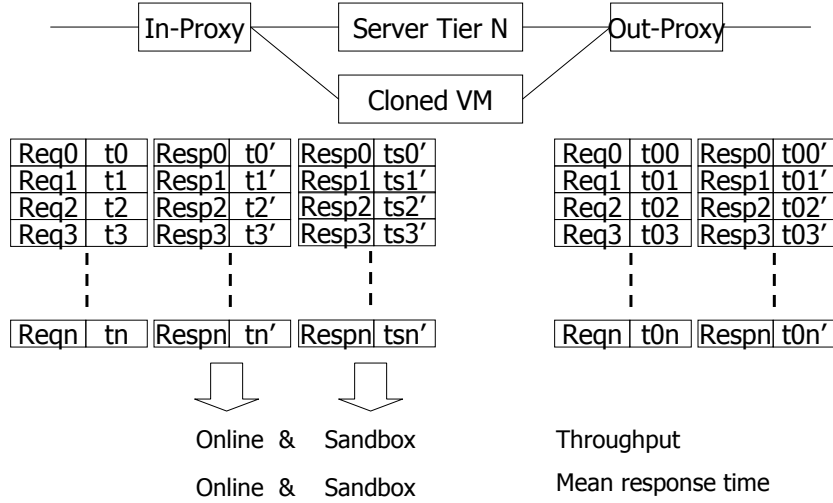 In-Proxy Server Tier N Out-Proxy
Cloned VM
Req0 t0 Resp0 t0′ Resp0 ts0′ Req0 t00 Resp0 t00′
Req1 t1 Resp1 t1′ Resp1 ts1′ Req1 t01 Resp1 t01′
Req2 t2 Resp2 t2′ Resp2 ts2′ Req2 t02 Resp2 t02′
Req3 t3 Resp3 t3′ Resp3 ts3′ Req3 t03 Resp3 t03′
Reqn tn Respn tn′ Respn tsn′ Reqn t0n Respn t0n′
Online & Sandbox Throughput
Online & Sandbox Mean response time